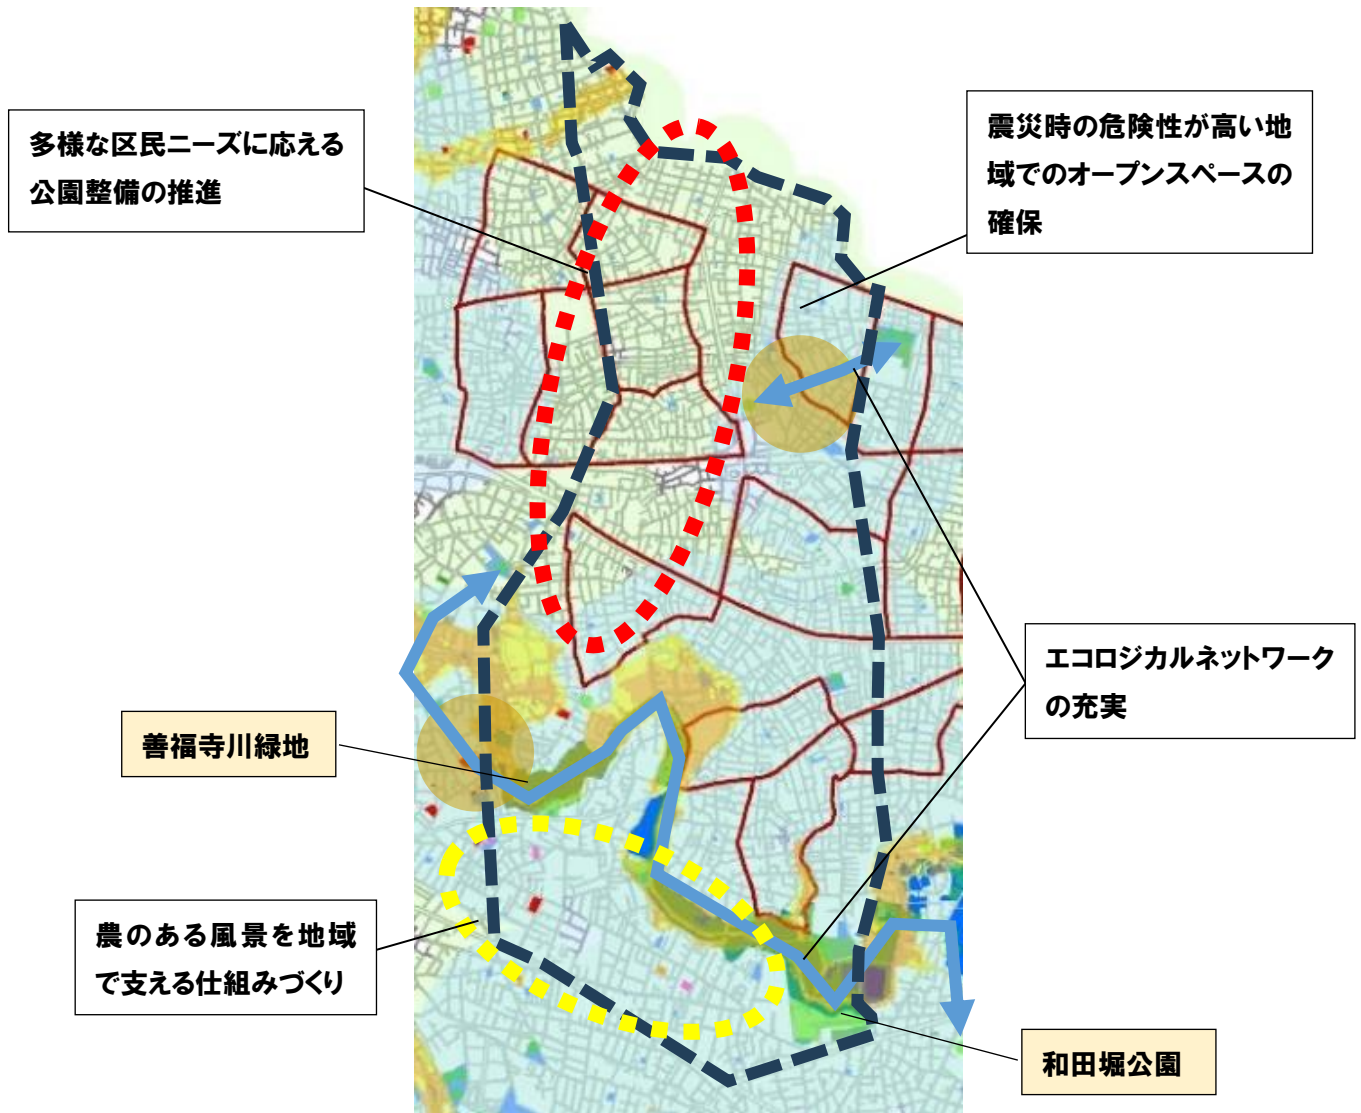 多様な区民ニーズに応える
公園整備の推進
震災時の危険性が高い地
域でのオープンスペースの
確保
エコロジカルネットワーク
の充実
善福寺川緑地
農のある風景を地域
で支える仕組みづくり
和田堀公園